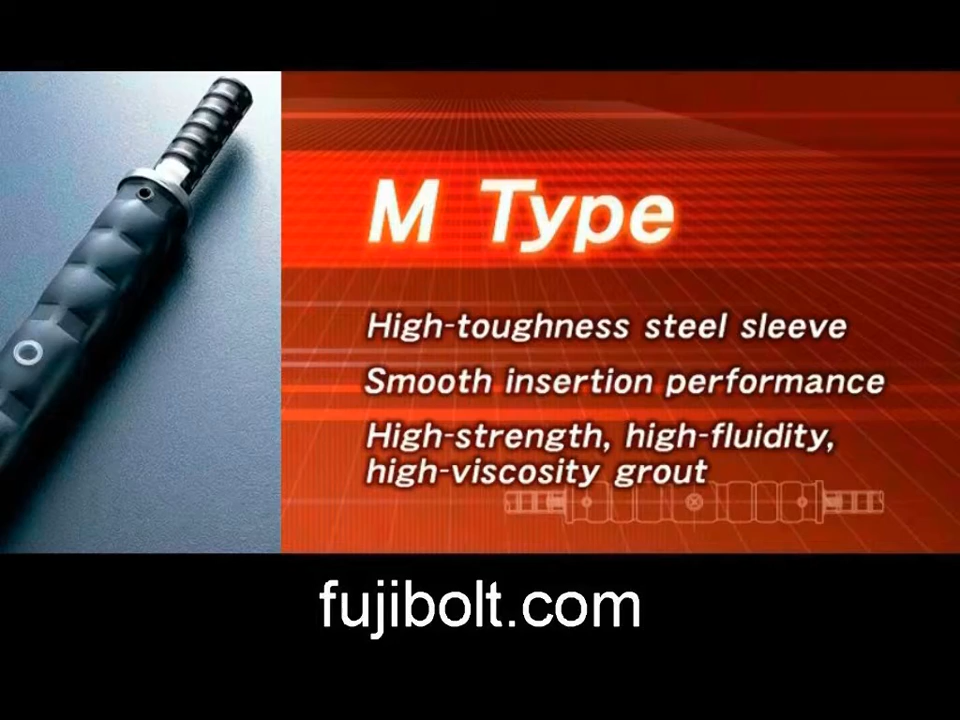 M Type
High-toughness steel sleeve
Smooth insertion performance
High-strength, high-fluidity,
high-viscosity grout
fujibolt.com